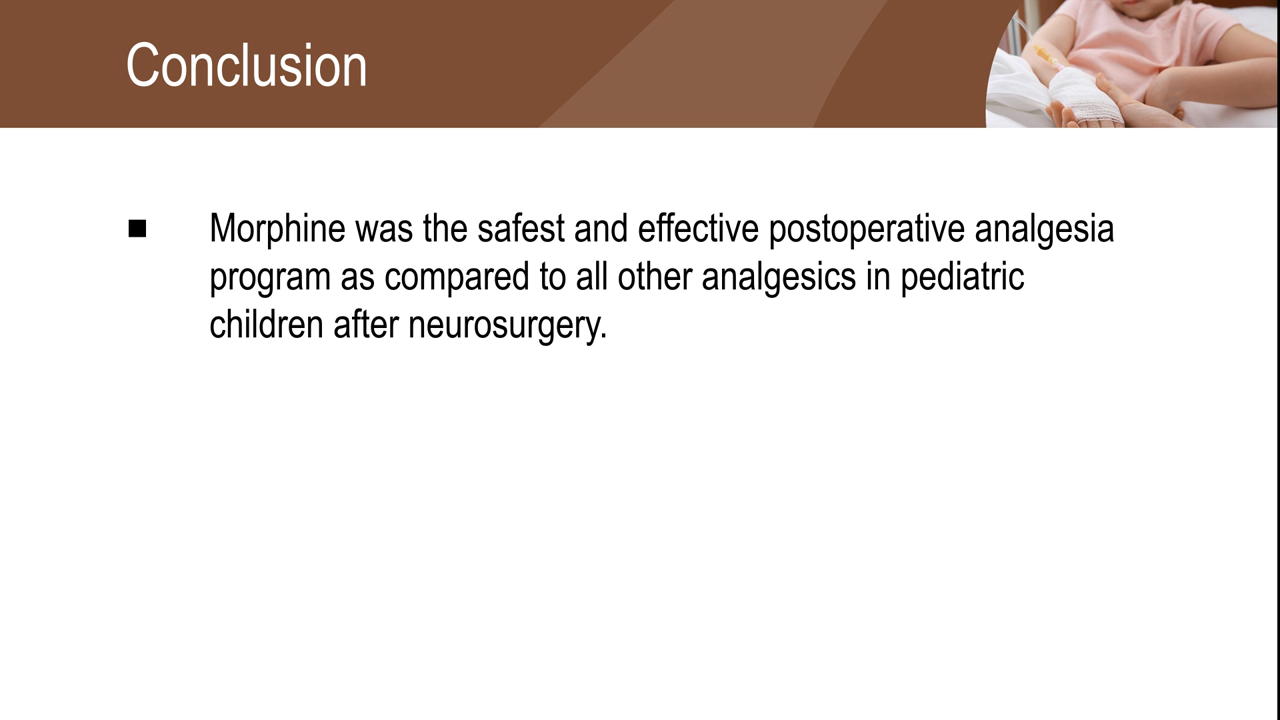 Conclusion
■ Morphine was the safest and effective postoperative analgesia
program as compared to all other analgesics in pediatric
children after neurosurgery.